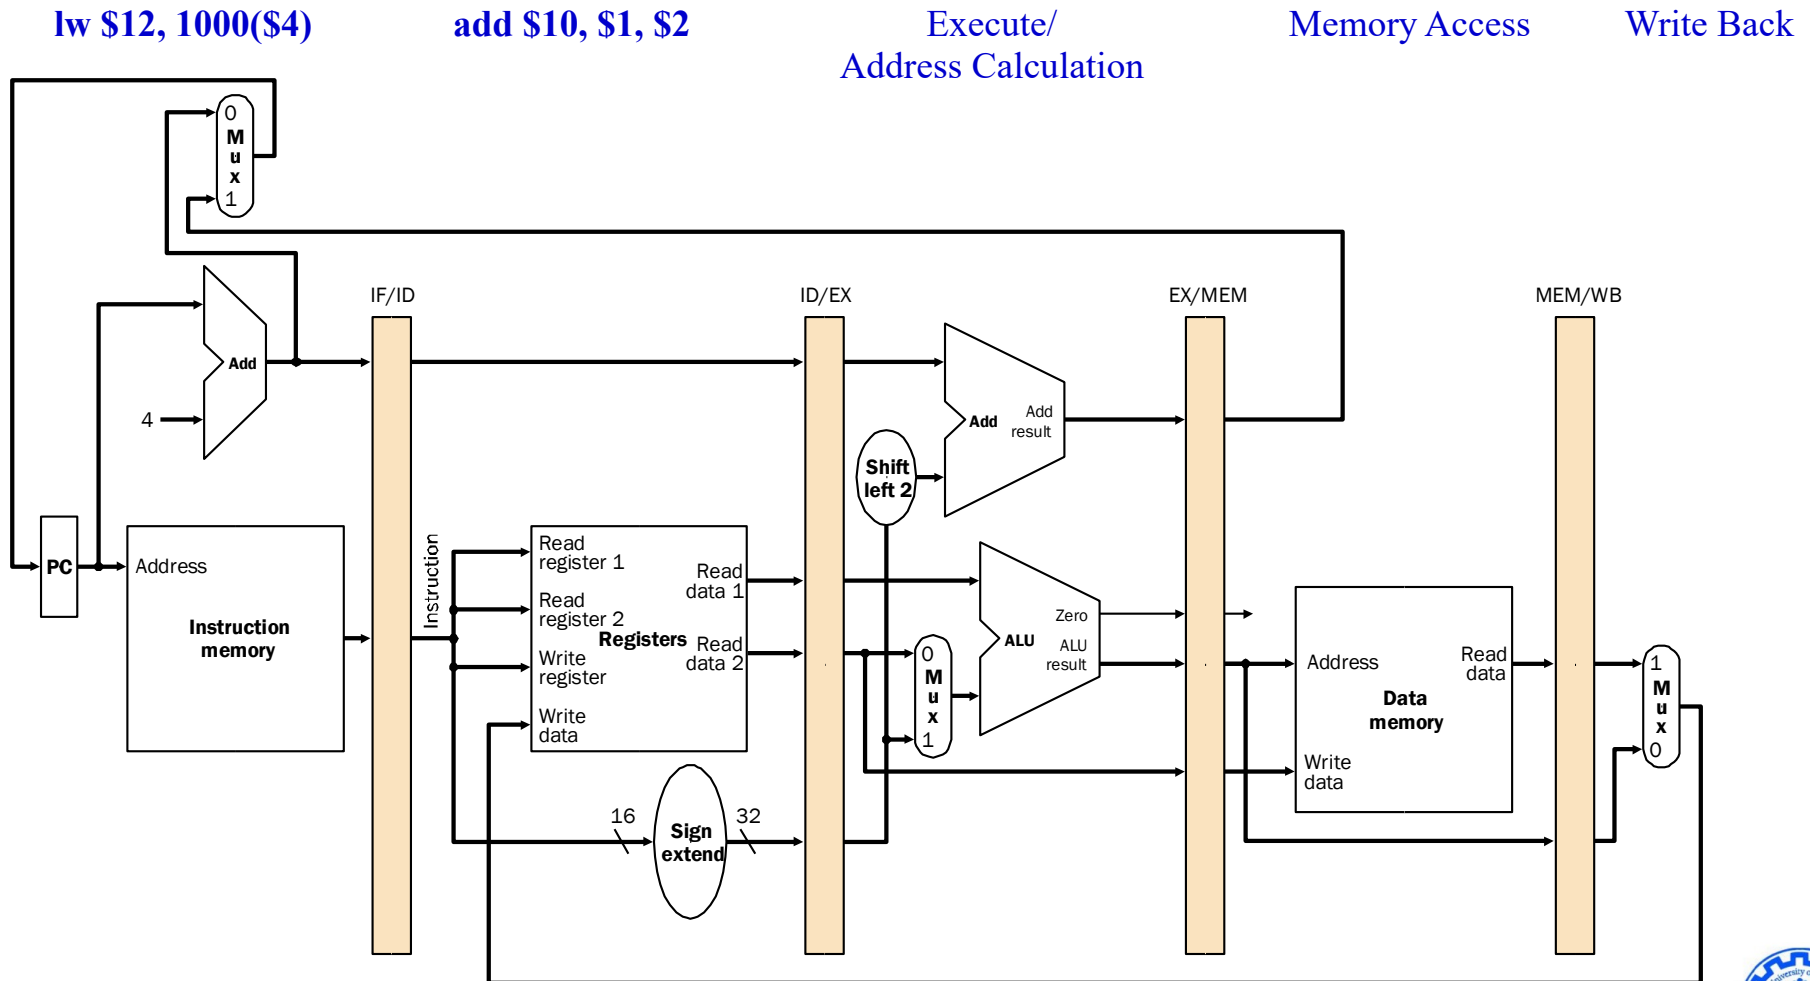 lw $12, 1000($4)
add $10, $1, $2
Execute/
Address Calculation
Memory Access
Write Back
0
M
u
x
1
IF/ID
ID/EX
EX/MEM
MEM/WB
Add
4
Add
Add
result
Shift
left 2
PC
Address
Instruction
memory
Instruction
Read
register 1
Read
register 2
Write
register
Write
data
Registers
Read
data 1
Read
data 2
16
Sign
extend
32
0
M
u
x
1
Zero
ALU
ALU
result
Address
Read
data
Data
memory
Write
data
1
M
u
x
0